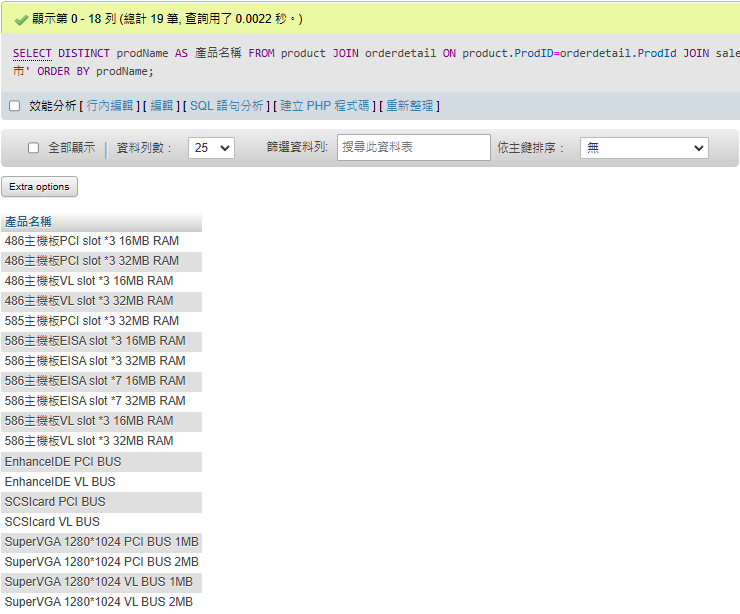 顯示第 0 - 18 列 (總計 19 筆, 查詢用了 0.0022 秒。)
SELECT DISTINCT prodName AS 產品名稱 FROM product JOIN orderdetail ON product.ProdID=orderdetail.ProdId JOIN sale
市' ORDER BY prodName;
效能分析 [ 行內編輯 ] [ 編輯 ] [ SQL 語句分析 ] [ 建立 PHP 程式碼 ] [ 重新整理 ]
全部顯示 | 資料列數： 25 篩選資料列: 搜尋此資料表 依主鍵排序： 無
Extra options
產品名稱
486主機板PCI slot *3 16MB RAM
486主機板PCI slot *3 32MB RAM
486主機板VL slot *3 16MB RAM
486主機板VL slot *3 32MB RAM
585主機板PCI slot *3 32MB RAM
586主機板EISA slot *3 16MB RAM
586主機板EISA slot *3 32MB RAM
586主機板EISA slot *7 16MB RAM
586主機板EISA slot *7 32MB RAM
586主機板VL slot *3 16MB RAM
586主機板VL slot *3 32MB RAM
EnhanceIDE PCI BUS
EnhanceIDE VL BUS
SCSIcard PCI BUS
SCSIcard VL BUS
SuperVGA 1280*1024 PCI BUS 1MB
SuperVGA 1280*1024 PCI BUS 2MB
SuperVGA 1280*1024 VL BUS 1MB
SuperVGA 1280*1024 VL BUS 2MB